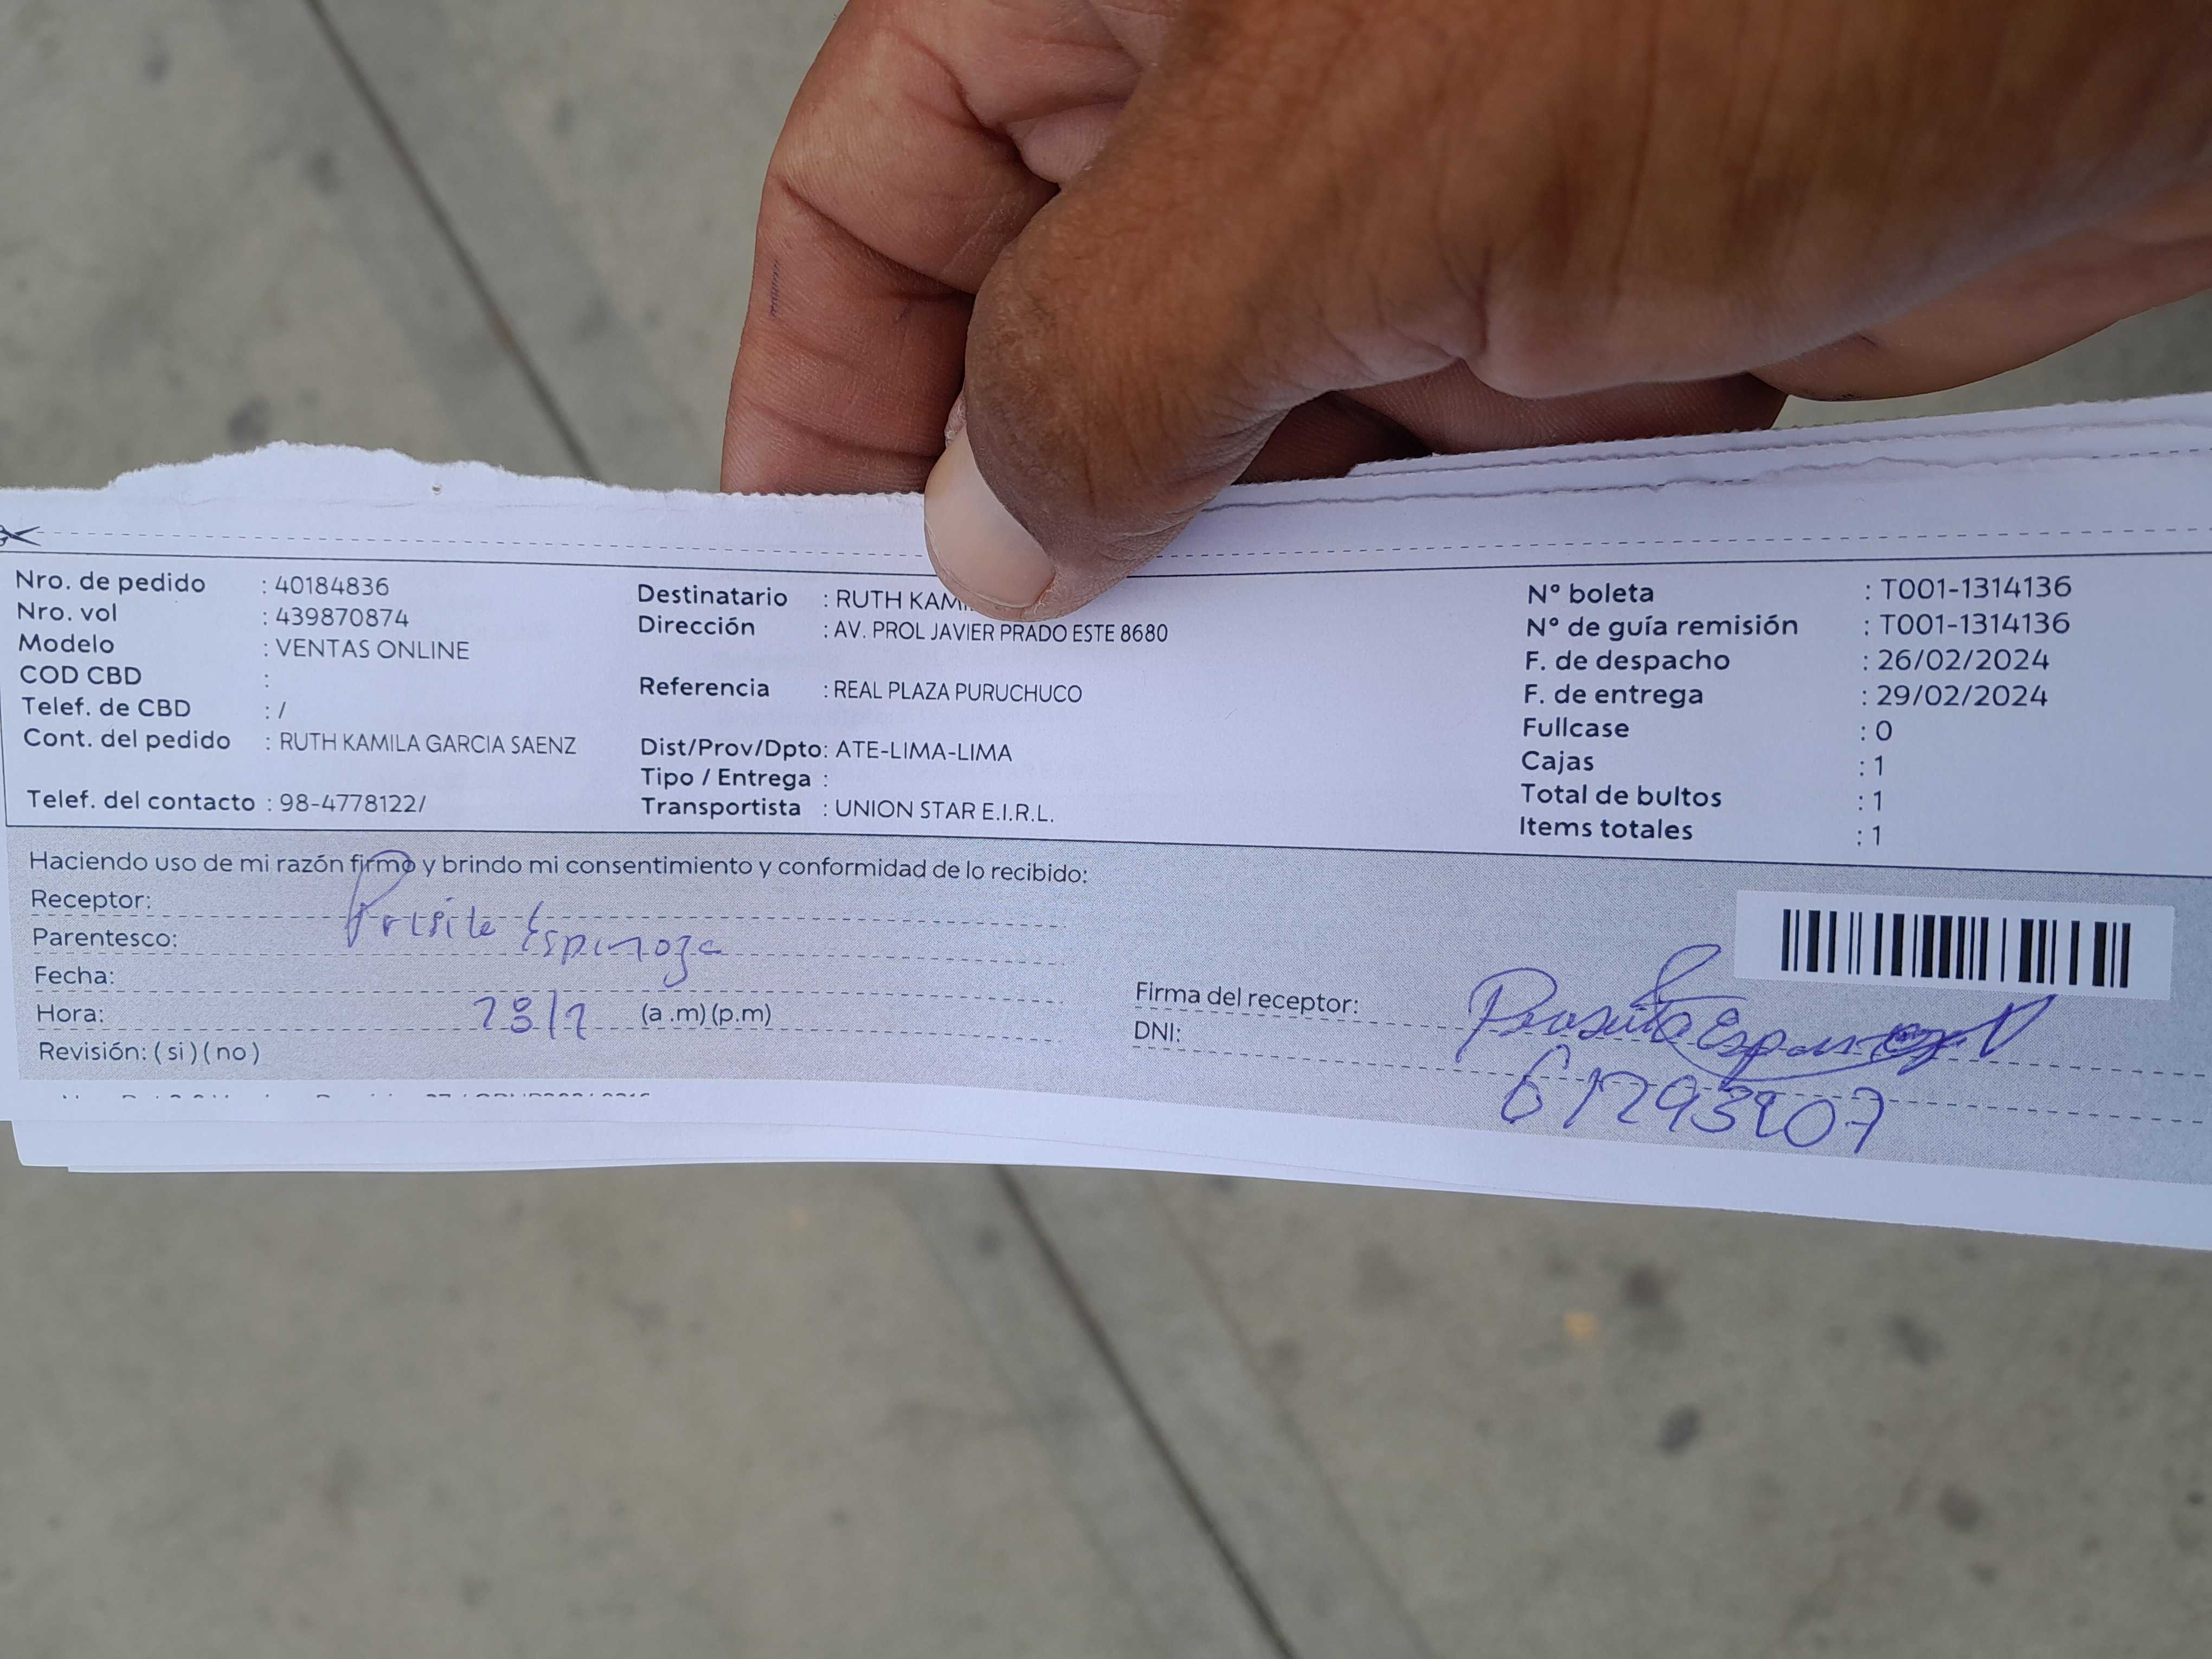 Nro. de pedido : 40184836
Nro. vol : 439870874
Modelo : VENTAS ONLINE
COD CBD :
Telef. de CBD : /
Cont. del pedido : RUTH KAMILA GARCIA SAENZ
Telef. del contacto : 98-4778122/
Destinatario : RUTH
Dirección : AV. PROL JAVIER PRADO ESTE 8680
Referencia : REAL PLAZA PURUCHUCO
Dist/Prov/Dpto: ATE-LIMA-LIMA
Tipo / Entrega :
Transportista : UNION STAR E.I.R.L.
N° boleta : T001-1314136
N° de guía remisión : T001-1314136
F. de despacho : 26/02/2024
F. de entrega : 29/02/2024
Fullcase : 0
Cajas : 1
Total de bultos : 1
Items totales : 1
Haciendo uso de mi razón firmo y brindo mi consentimiento y conformidad de lo recibido:
Receptor:
Parentesco: Espinoza
Fecha:
Hora: (a .m) (p.m)
Revisión: ( si ) ( no )
Firma del receptor:
DNI: 61293207